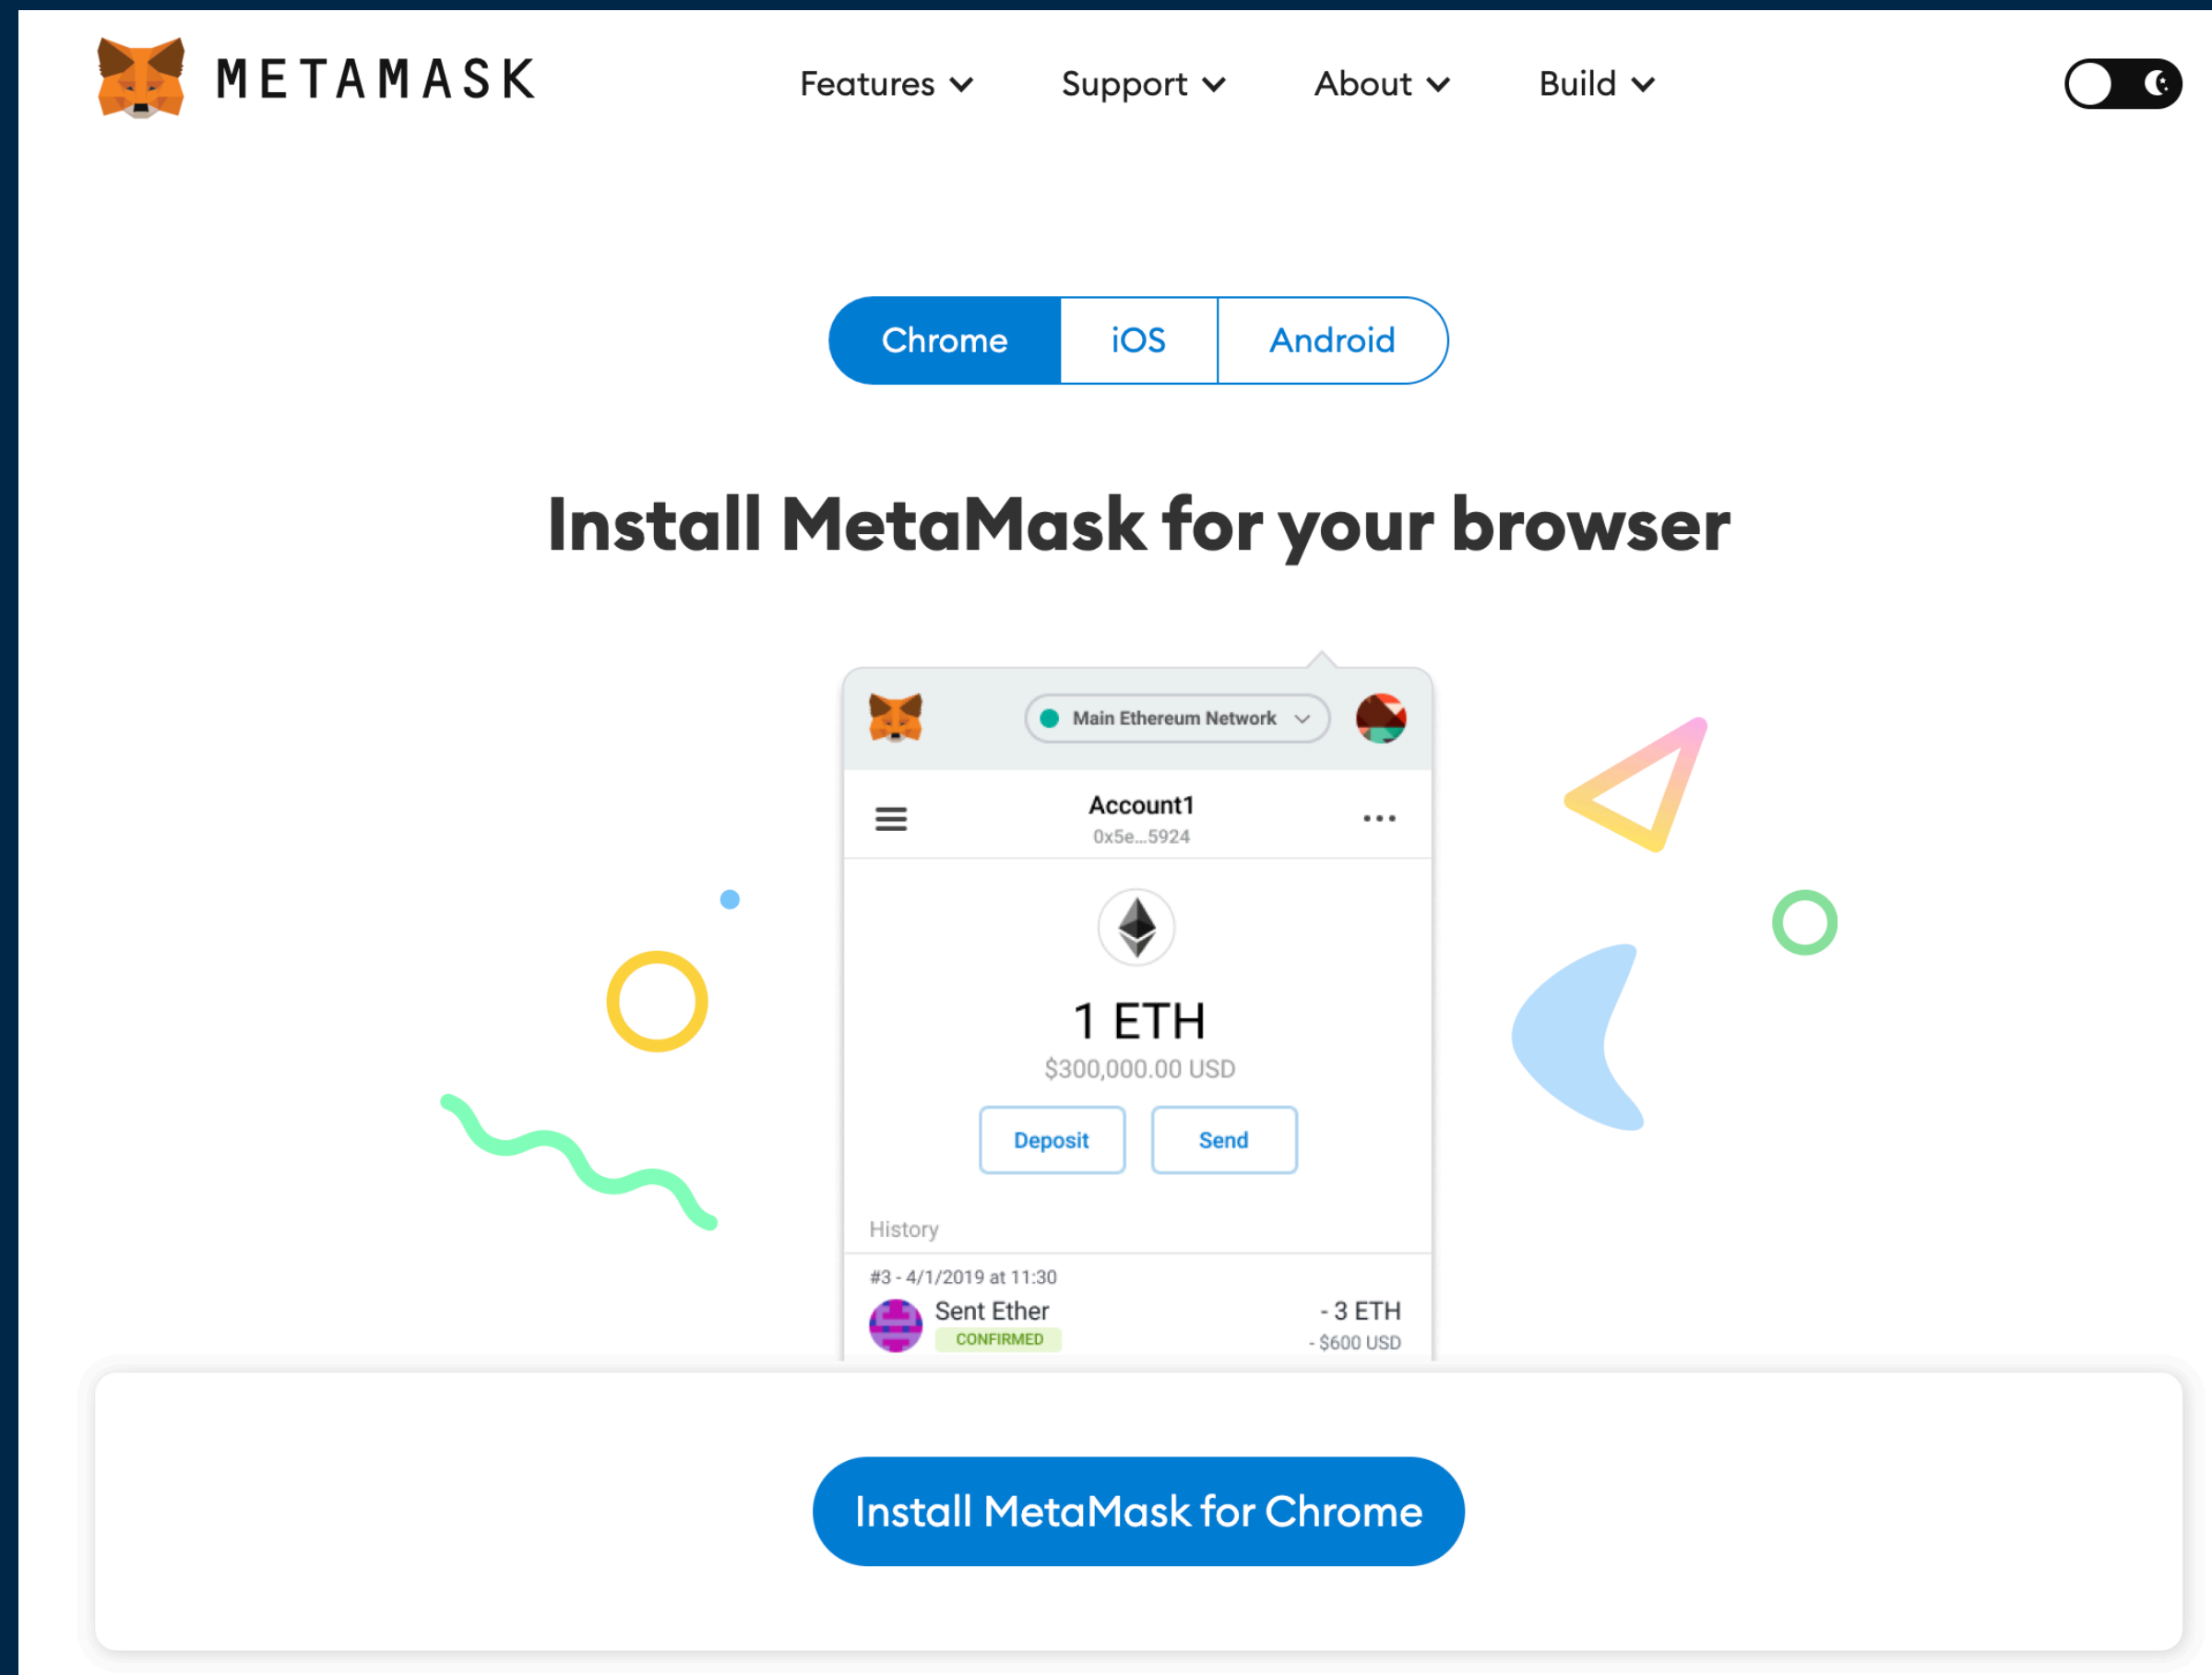 METAMASK
Features
Support
About
Build
Chrome
iOS
Android
Install MetaMask for your browser
Main Ethereum Network
Account1
0x5e...5924
1 ETH
$300,000.00 USD
Deposit
Send
History
#3 - 4/1/2019 at 11:30
Sent Ether
- 3 ETH
CONFIRMED
- $600 USD
Install MetaMask for Chrome